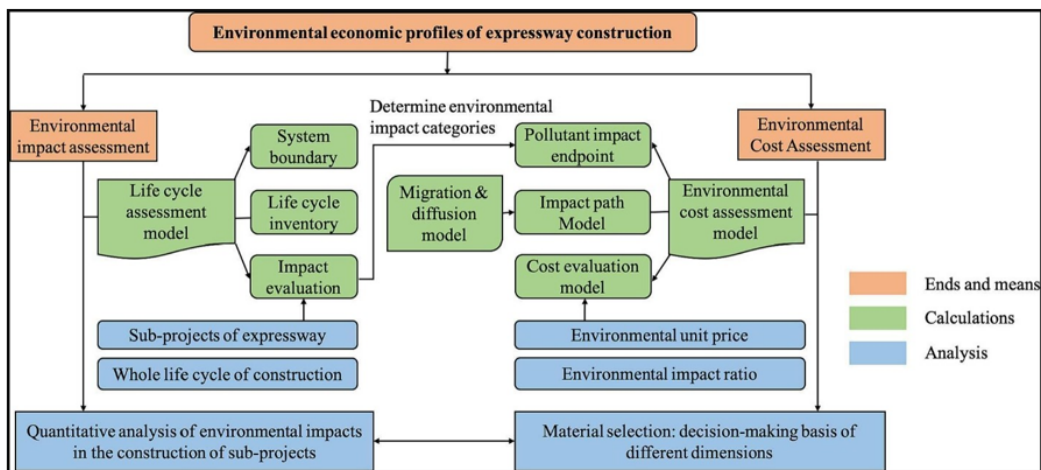 Environmental economic profiles of expressway construction
Determine environmental
impact categories
Environmental
impact assessment
Environmental
Cost Assessment
System
boundary
Pollutant impact
endpoint
Life cycle
assessment
model
Life cycle
inventory
Migration &
diffusion
model
Impact path
Model
Environmental
cost assessment
model
Impact
evaluation
Cost evaluation
model
Ends and means
Calculations
Analysis
Sub-projects of expressway
Environmental unit price
Whole life cycle of construction
Environmental impact ratio
Quantitative analysis of environmental impacts
in the construction of sub-projects
Material selection: decision-making basis of
different dimensions